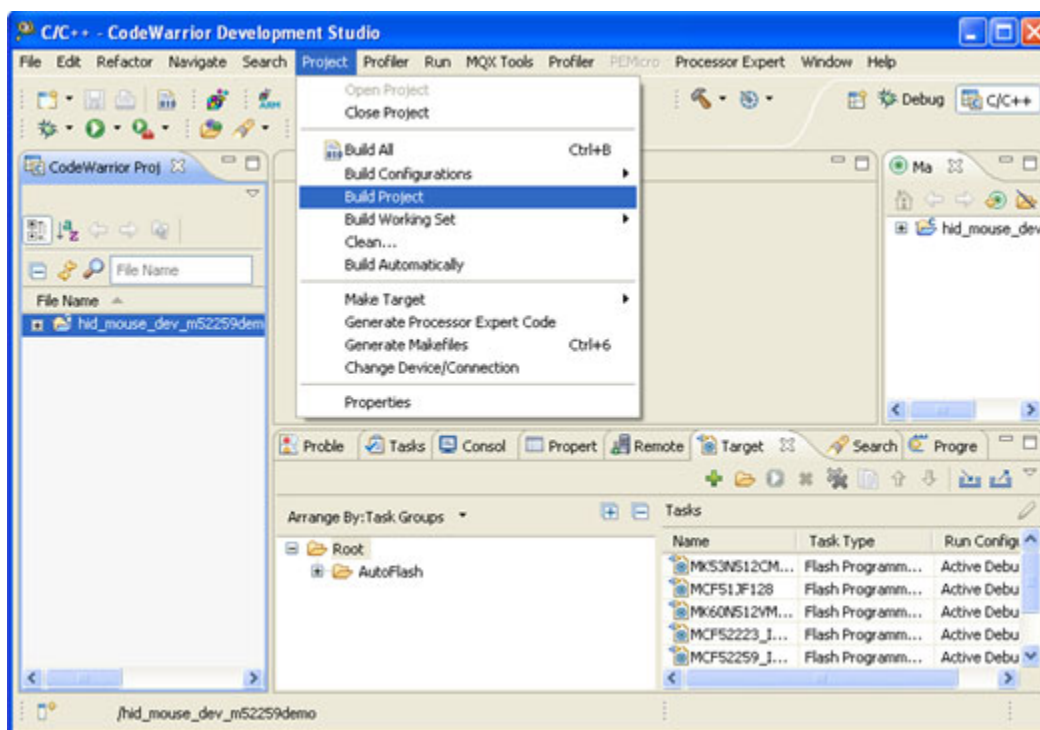 C/C++ - CodeWarrior Development Studio
File Edit Refactor Navigate Search Project Profiler Run MQX Tools Profiler PEMicro Processor Expert Window Help
Open Project
Close Project
Debug C/C++
Build All Ctrl+B
Build Configurations
Build Project
Build Working Set
Clean...
Build Automatically
Make Target
Generate Processor Expert Code
Generate Makefiles Ctrl+6
Change Device/Connection
Properties
CodeWarrior Proj
File Name
File Name
hid_mouse_dev_m52259dem
Ma
hid_mouse_dev
Proble Tasks Consol Propert Remote Target Search Progre
Arrange By:Task Groups
Root
AutoFlash
Tasks
Name Task Type Run Config
MK53N512CM... Flash Programm... Active Debu
MCF51JF128 Flash Programm... Active Debu
MK60N512VM... Flash Programm... Active Debu
MCF52223_I... Flash Programm... Active Debu
MCF52259_I... Flash Programm... Active Debu
/hid_mouse_dev_m52259demo